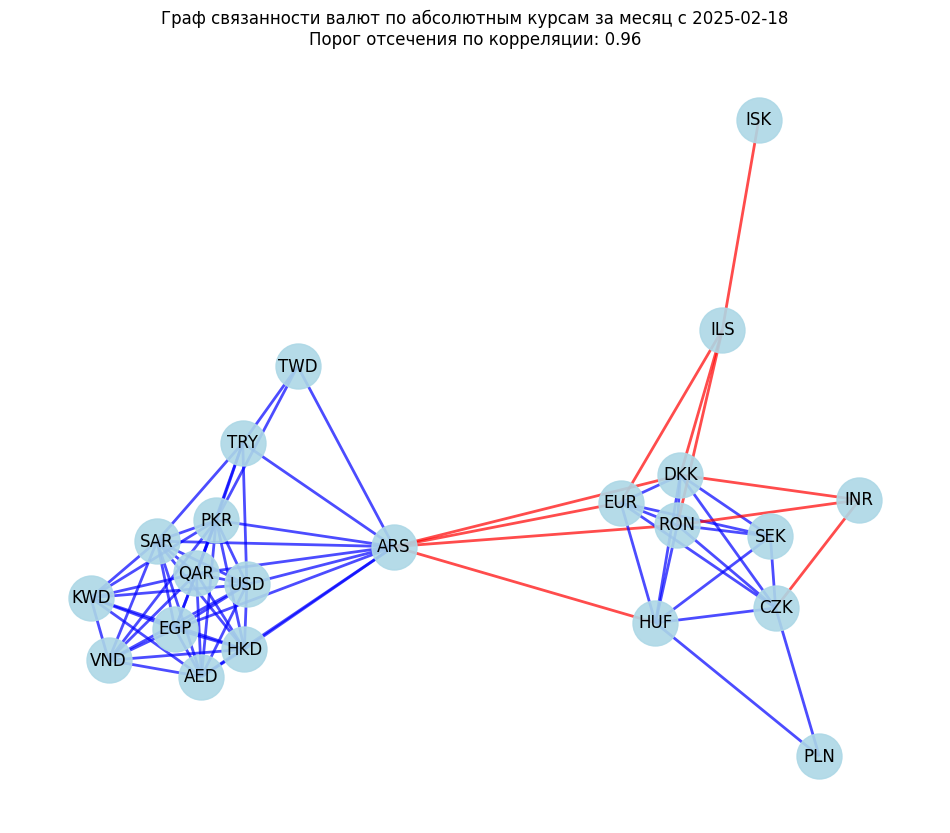 Граф связанности валют по абсолютным курсам за месяц с 2025-02-18
Порог отсечения по корреляции: 0.96
ISK
ILS
TWD
TRY
DKK
EUR
INR
PKR
RON
SEK
SAR
ARS
QAR
USD
KWD
CZK
HUF
EGP
HKD
VND
AED
PLN